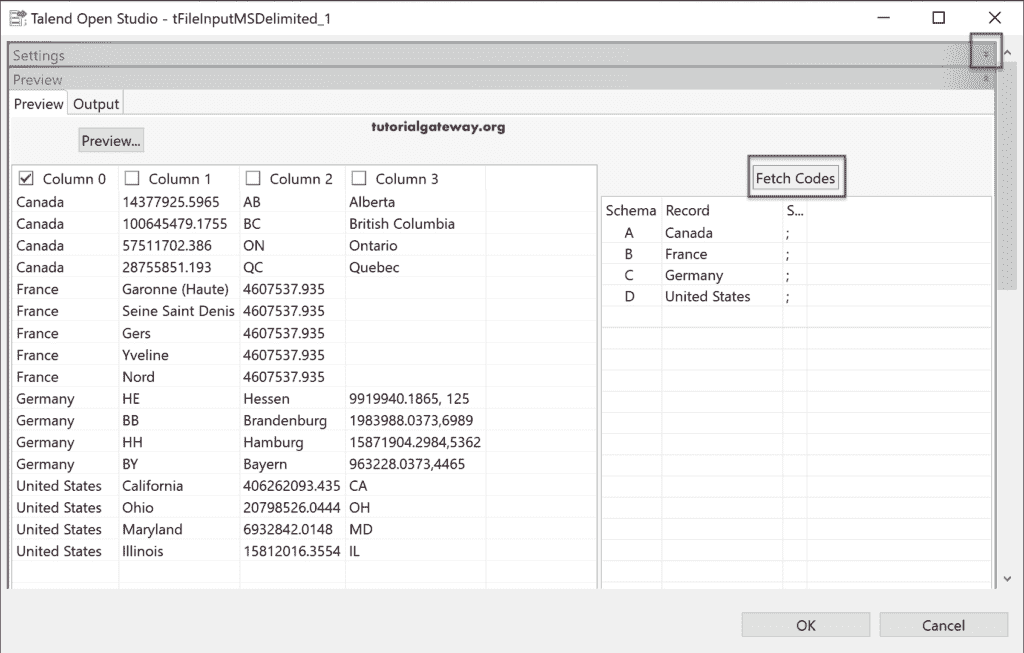 Talend Open Studio - tFileInputMSDelimited_1
Settings
Preview
Preview Output
Preview...
tutorialgateway.org
Column 0 Column 1 Column 2 Column 3
Canada 14377925.5965 AB Alberta
Canada 100645479.1755 BC British Columbia
Canada 57511702.386 ON Ontario
Canada 28755851.193 QC Quebec
France Garonne (Haute) 4607537.935
France Seine Saint Denis 4607537.935
France Gers 4607537.935
France Yveline 4607537.935
France Nord 4607537.935
Germany HE Hessen 9919940.1865, 125
Germany BB Brandenburg 1983988.0373,6989
Germany HH Hamburg 15871904.2984,5362
Germany BY Bayern 963228.0373,4465
United States California 406262093.435 CA
United States Ohio 20798526.0444 OH
United States Maryland 6932842.0148 MD
United States Illinois 15812016.3554 IL
Fetch Codes
Schema Record S...
A Canada ;
B France ;
C Germany ;
D United States ;
OK Cancel